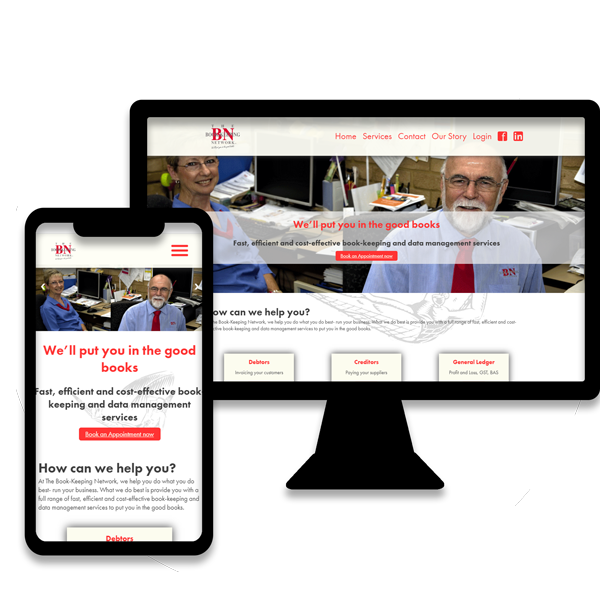 THE
BN
BOOK-KEEPING
NETWORK
Home Services Contact Our Story Login
We'll put you in the good books
Fast, efficient and cost-effective book-keeping and data management services
Book an Appointment now
BN
How can we help you?
At The Book-Keeping Network, we help you do what you do best- run your business. What we do best is provide you with a full range of fast, efficient and cost-
effective book-keeping and data management services to put you in the good books.
Debtors
Invoicing your customers
Creditors
Paying your suppliers
General Ledger
Profit and Loss, GST, BAS
BN
NETWORK
We'll put you in the good
books
Fast, efficient and cost-effective book-
keeping and data management
services
Book an Appointment now
How can we help you?
At The Book-Keeping Network, we help you do what you do
best- run your business. What we do best is provide you with a
full range of fast, efficient and cost-effective book-keeping and
data management services to put you in the good books.
Debtors